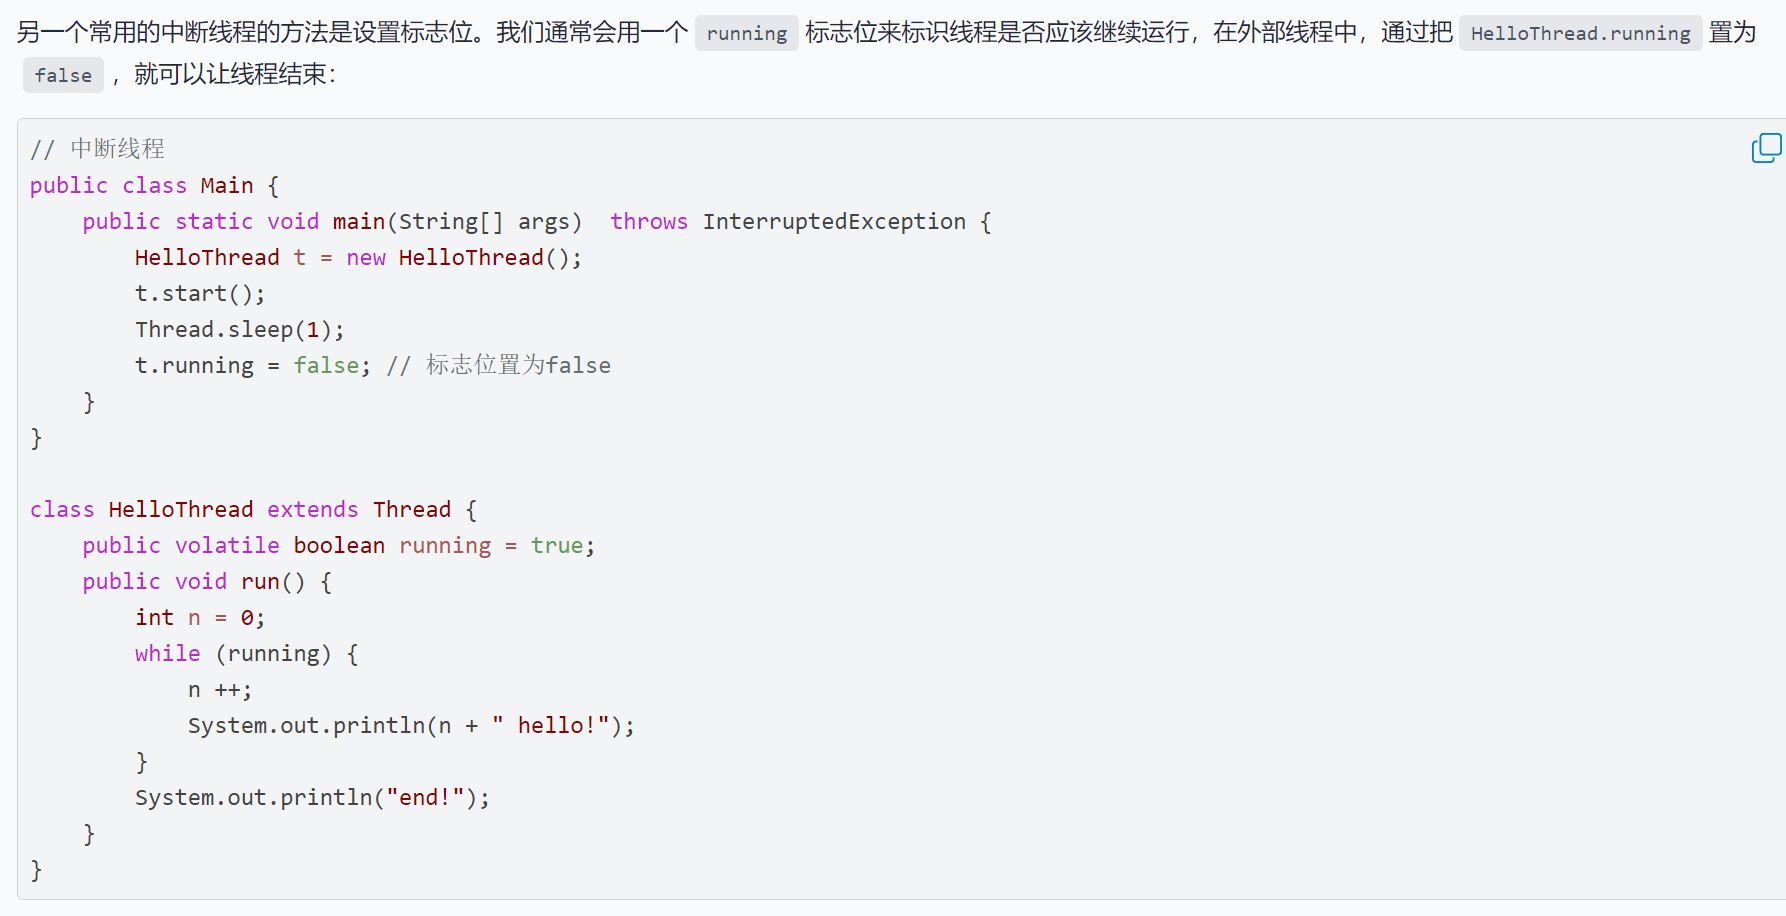 另一个常用的中断线程的方法是设置标志位。我们通常会用一个 running 标志位来标识线程是否应该继续运行，在外部线程中，通过把 HelloThread.running 置为
false ，就可以让线程结束：
// 中断线程
public class Main {
    public static void main(String[] args)  throws InterruptedException {
        HelloThread t = new HelloThread();
        t.start();
        Thread.sleep(1);
        t.running = false; // 标志位置为false
    }
}

class HelloThread extends Thread {
    public volatile boolean running = true;
    public void run() {
        int n = 0;
        while (running) {
            n ++;
            System.out.println(n + " hello!");
        }
        System.out.println("end!");
    }
}